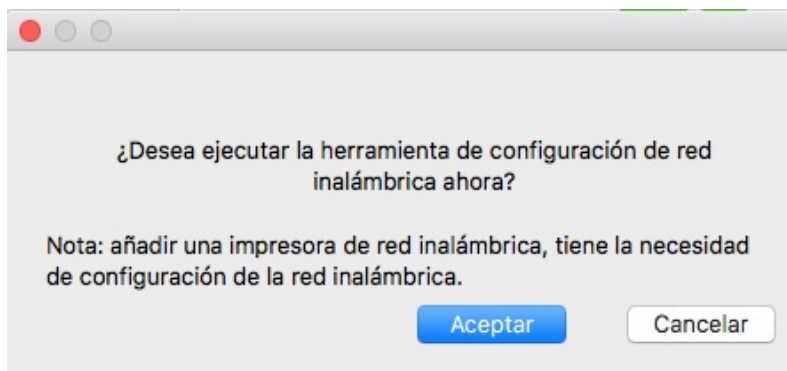 ¿Desea ejecutar la herramienta de configuración de red
inalámbrica ahora?
Nota: añadir una impresora de red inalámbrica, tiene la necesidad
de configuración de la red inalámbrica.
Aceptar Cancelar